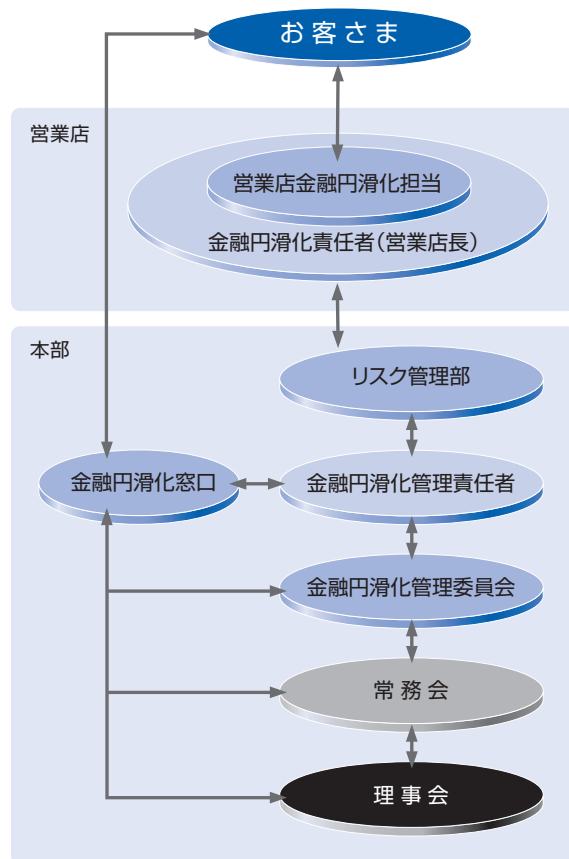 お客さま
営業店
営業店金融円滑化担当
金融円滑化責任者(営業店長)
本部
リスク管理部
金融円滑化窓口
金融円滑化管理責任者
金融円滑化管理委員会
常務会
理事会